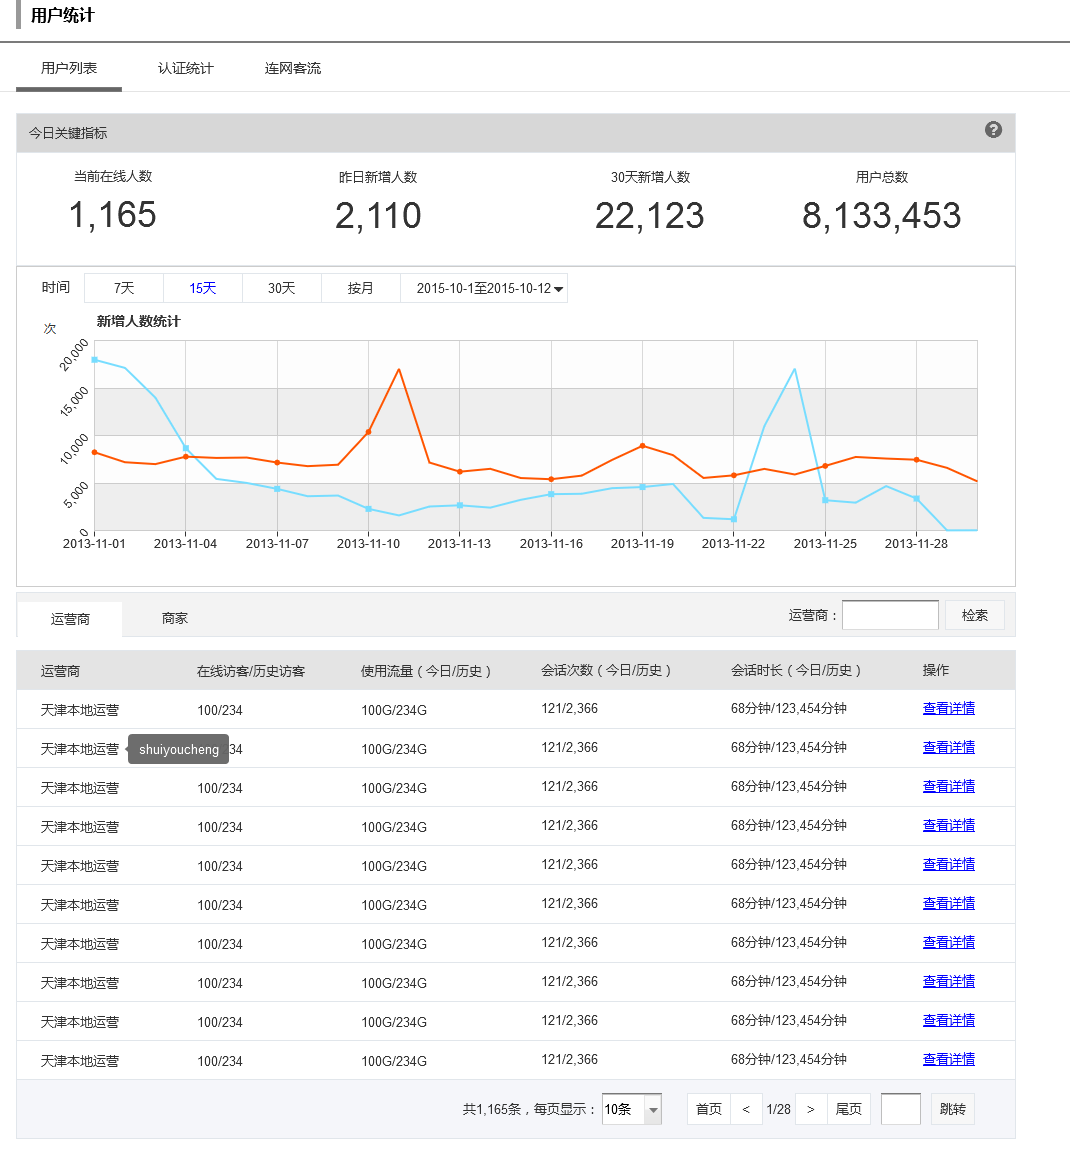 用户统计
用户列表 认证统计 连网客流
今日关键指标 ?
当前在线人数 昨日新增人数 30天新增人数 用户总数
1,165 2,110 22,123 8,133,453
时间 7天 15天 30天 按月 2015-10-1至2015-10-12
次 新增人数统计
20,000
15,000
10,000
5,000
0
2013-11-01 2013-11-04 2013-11-07 2013-11-10 2013-11-13 2013-11-16 2013-11-19 2013-11-22 2013-11-25 2013-11-28
运营商 商家 运营商： 检索
运营商 在线访客/历史访客 使用流量（今日/历史） 会话次数（今日/历史） 会话时长（今日/历史） 操作
天津本地运营 100/234 100G/234G 121/2,366 68分钟/123,454分钟 查看详情
天津本地运营 shuiyoucheng 34 100G/234G 121/2,366 68分钟/123,454分钟 查看详情
天津本地运营 100/234 100G/234G 121/2,366 68分钟/123,454分钟 查看详情
天津本地运营 100/234 100G/234G 121/2,366 68分钟/123,454分钟 查看详情
天津本地运营 100/234 100G/234G 121/2,366 68分钟/123,454分钟 查看详情
天津本地运营 100/234 100G/234G 121/2,366 68分钟/123,454分钟 查看详情
天津本地运营 100/234 100G/234G 121/2,366 68分钟/123,454分钟 查看详情
天津本地运营 100/234 100G/234G 121/2,366 68分钟/123,454分钟 查看详情
天津本地运营 100/234 100G/234G 121/2,366 68分钟/123,454分钟 查看详情
天津本地运营 100/234 100G/234G 121/2,366 68分钟/123,454分钟 查看详情
共1,165条，每页显示： 10条 首页 < 1/28 > 尾页 跳转